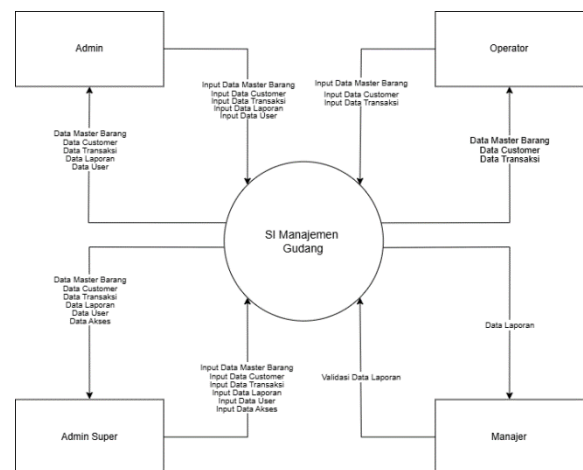 Admin
Operator
Input Data Master Barang
Input Data Customer
Input Data Transaksi
Input Data Laporan
Input Data User
Input Data Master Barang
Input Data Customer
Input Data Transaksi
Data Master Barang
Data Customer
Data Transaksi
Data Laporan
Data User
Data Master Barang
Data Customer
Data Transaksi
SI Manajemen
Gudang
Data Master Barang
Data Customer
Data Transaksi
Data Laporan
Data User
Data Akses
Data Laporan
Input Data Master Barang
Input Data Customer
Input Data Transaksi
Input Data Laporan
Input Data User
Input Data Akses
Validasi Data Laporan
Admin Super
Manajer